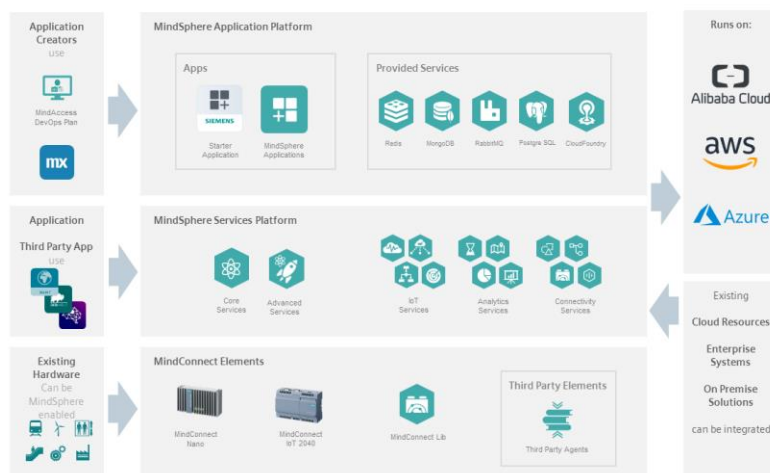 Application
Creators
use
MindAccess
DevOps Plan
mx
MindSphere Application Platform
Apps
SIEMENS
Starter
Application
MindSphere
Applications
Provided Services
Redis
MongoDB
RabbitMQ
Postgre SQL
CloudFoundry
Runs on:
Alibaba Cloud
aws
Azure
Application
Third Party App
use
MindSphere Services Platform
Core
Services
Advanced
Services
IoT
Services
Analytics
Services
Connectivity
Services
Existing
Cloud Resources
Enterprise
Systems
On Premise
Solutions
can be integrated
Existing
Hardware
Can be
MindSphere
enabled
MindConnect Elements
MindConnect
Nano
MindConnect
IoT 2040
MindConnect Lib
Third Party Elements
Third Party Agents